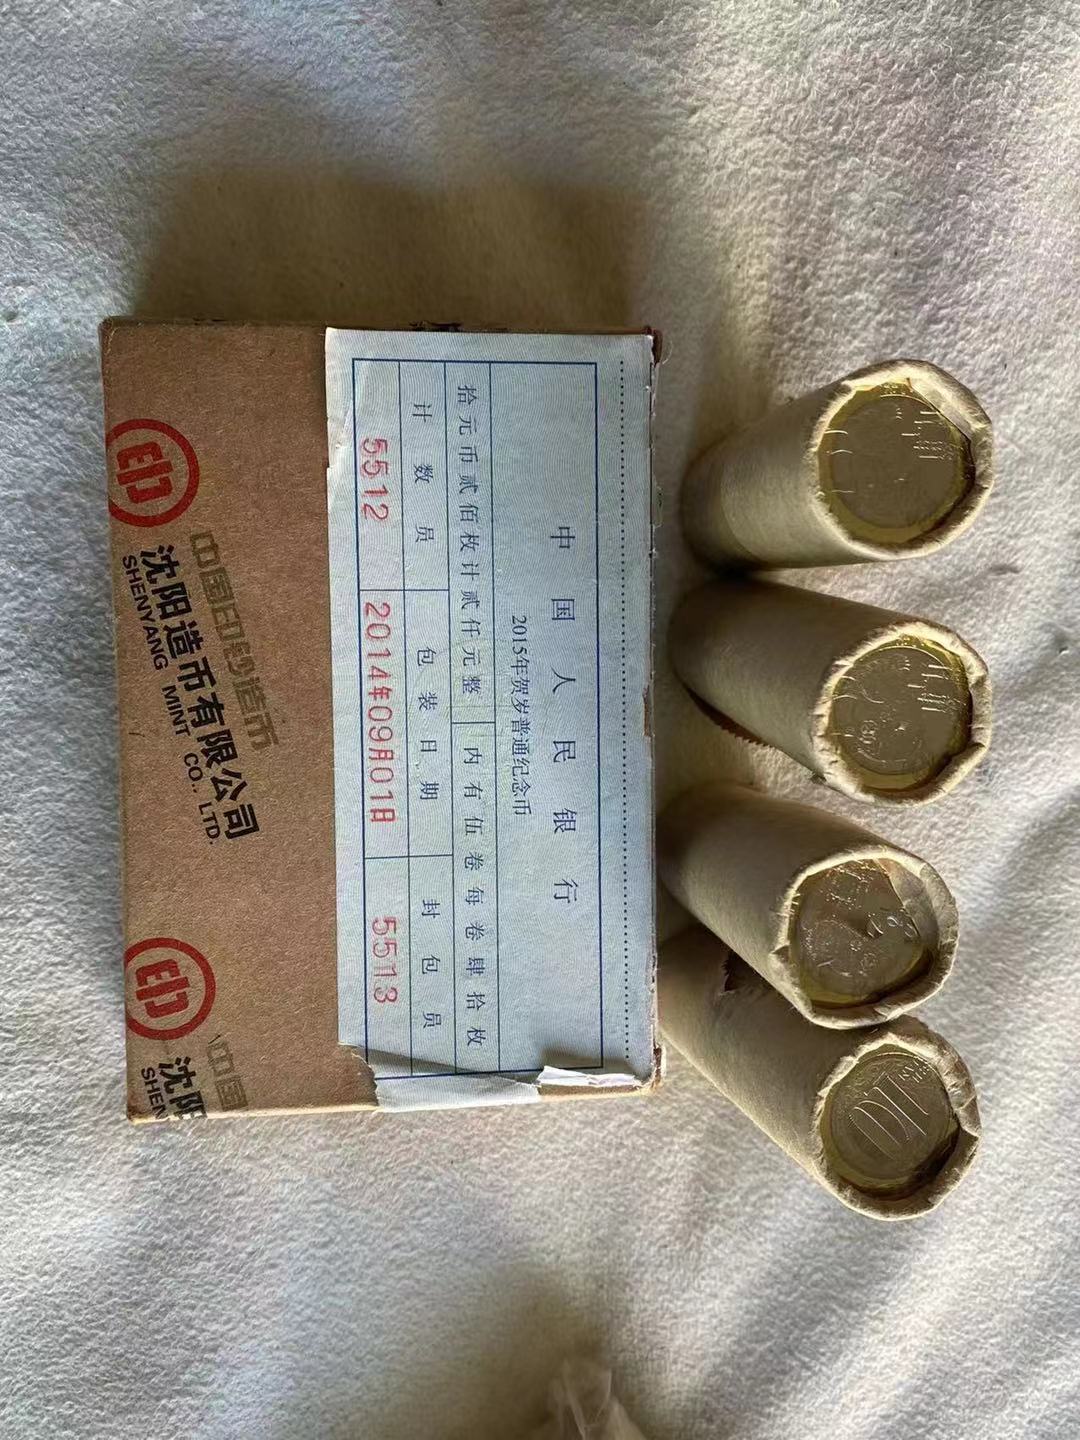 中国人民银行
2015年贺岁普通纪念币
拾元币贰佰枚计贰仟元整 内有伍卷每卷肆拾枚
计数员 包装日期 封包员
5512 2014年09月01日 5513
中国印钞造币
沈阳造币有限公司
SHENYANG MINT CO., LTD.
中国
沈阳
SHEN
10